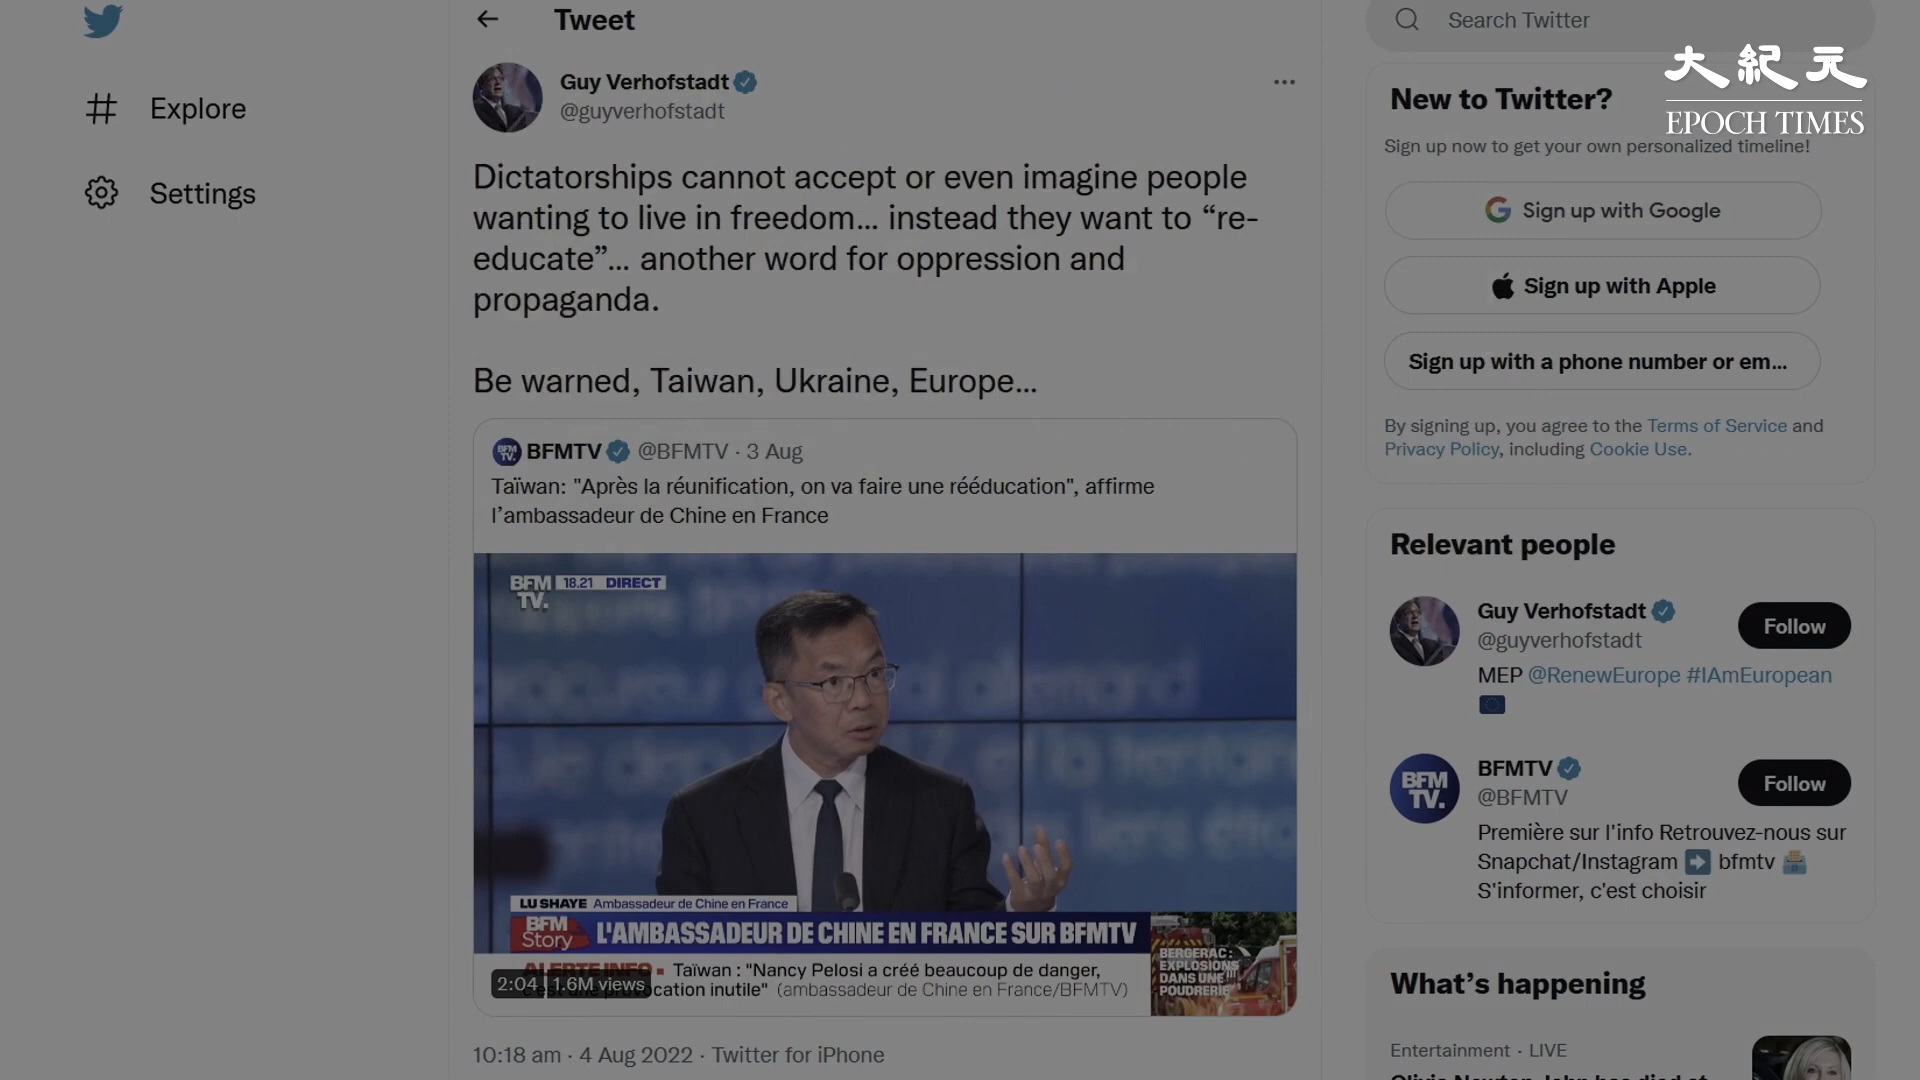 Tweet
Search Twitter
大紀元
EPOCH TIMES
Explore
Settings
Guy Verhofstadt
@guyverhofstadt
Dictatorships cannot accept or even imagine people
wanting to live in freedom... instead they want to “re-
educate”... another word for oppression and
propaganda.
Be warned, Taiwan, Ukraine, Europe...
BFM TV. BFMTV @BFMTV · 3 Aug
Taïwan: "Après la réunification, on va faire une rééducation", affirme
l’ambassadeur de Chine en France
BFM 18.21 DIRECT
TV.
LU SHAYE Ambassadeur de Chine en France
BFM
Story
L'AMBASSADEUR DE CHINE EN FRANCE SUR BFMTV
ALERTE INFO Taïwan : "Nancy Pelosi a créé beaucoup de danger,
c'est une provocation inutile" (ambassadeur de Chine en France/BFMTV)
2:04 1.6M views
BERGERAC:
EXPLOSIONS
DANS UNE
POUDRERIE
10:18 am · 4 Aug 2022 · Twitter for iPhone
New to Twitter?
Sign up now to get your own personalized timeline!
Sign up with Google
Sign up with Apple
Sign up with a phone number or em...
By signing up, you agree to the Terms of Service and
Privacy Policy, including Cookie Use.
Relevant people
Guy Verhofstadt
@guyverhofstadt
Follow
MEP @RenewEurope #IAmEuropean
BFM
TV.
BFMTV
@BFMTV
Follow
Première sur l'info Retrouvez-nous sur
Snapchat/Instagram ➡ bfmtv
S'informer, c'est choisir
What’s happening
Entertainment · LIVE